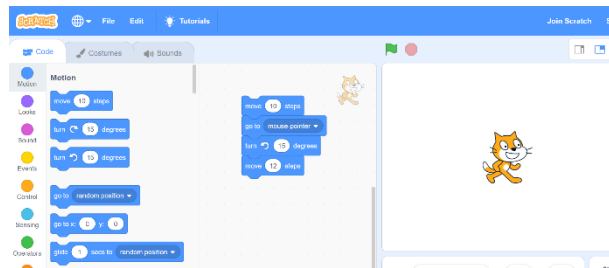 SCRATCH File Edit Tutorials Join Scratch S
Code Costumes Sounds
Motion
Looks
Sound
Events
Control
Sensing
Operators
Motion
move 10 steps
turn 15 degrees
turn 15 degrees
go to random position
go to x: 0 y: 0
glide 1 secs to random position
move 10 steps
go to mouse-pointer
turn 15 degrees
move 12 steps